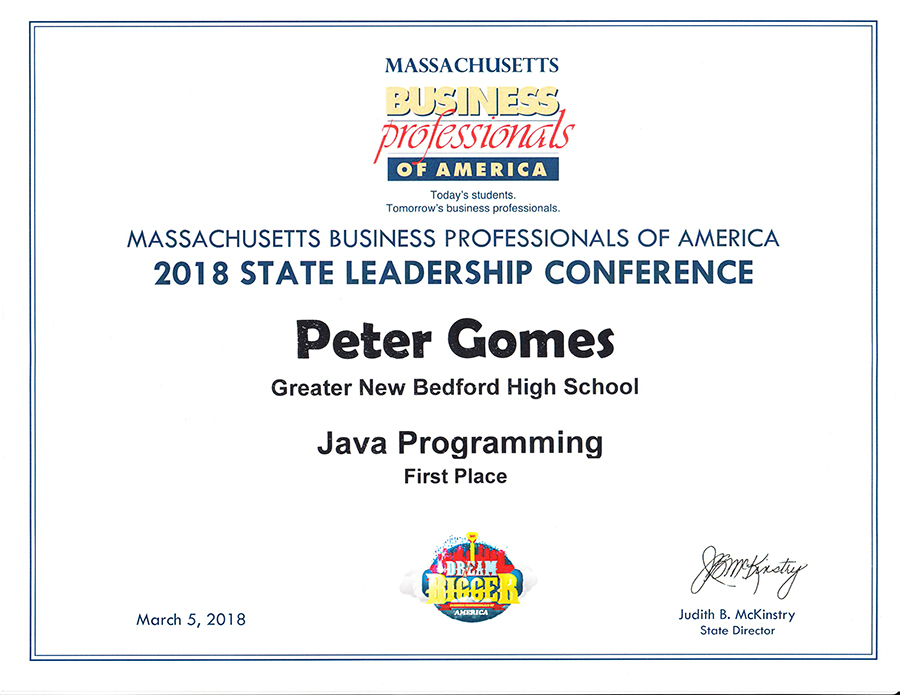 MASSACHUSETTS
BUSINESS
professionals
OF AMERICA
Today's students.
Tomorrow's business professionals.
MASSACHUSETTS BUSINESS PROFESSIONALS OF AMERICA
2018 STATE LEADERSHIP CONFERENCE
Peter Gomes
Greater New Bedford High School
Java Programming
First Place
DREAM
BIGGER
AMERICA
JBMcKinstry
March 5, 2018
Judith B. McKinstry
State Director